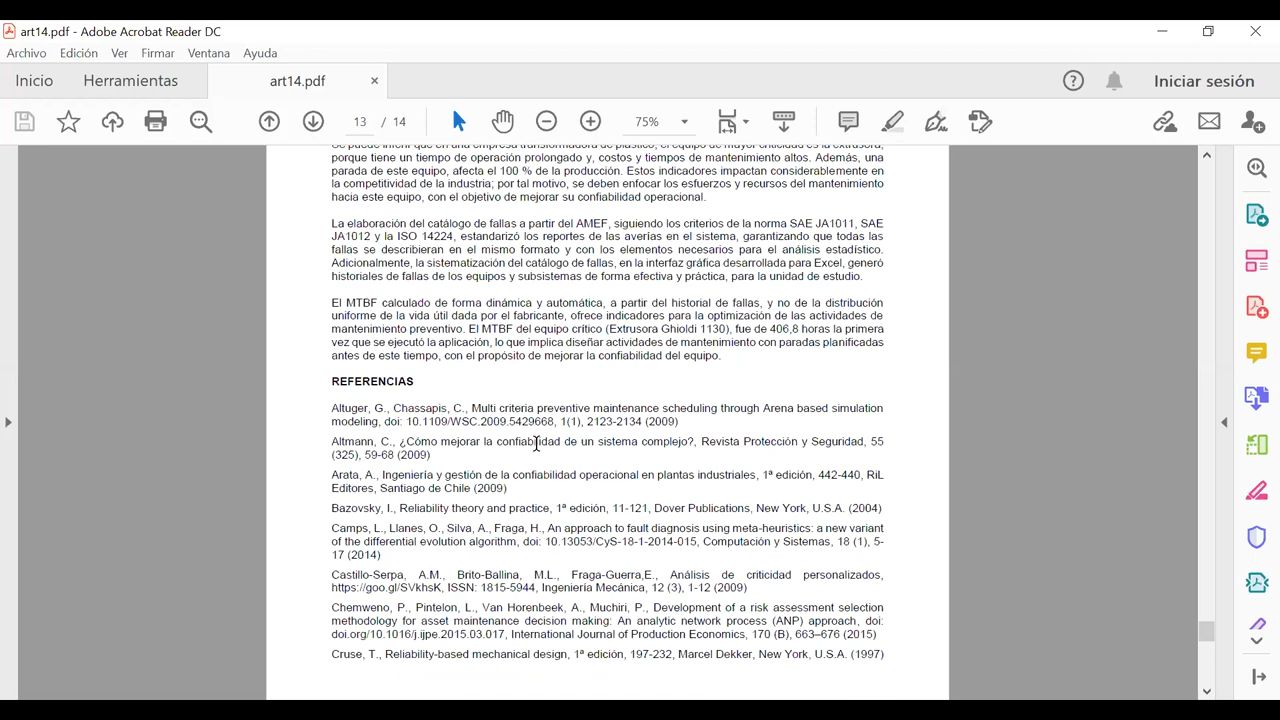 art14.pdf - Adobe Acrobat Reader DC
Archivo Edición Ver Firmar Ventana Ayuda
Inicio Herramientas art14.pdf × ? Iniciar sesión
13 / 14 75%
Se puede inferir que en una empresa transformadora de plástico, el equipo de mayor criticidad es la extrusora,
porque tiene un tiempo de operación prolongado y, costos y tiempos de mantenimiento altos. Además, una
parada de este equipo, afecta el 100 % de la producción. Estos indicadores impactan considerablemente en
la competitividad de la industria; por tal motivo, se deben enfocar los esfuerzos y recursos del mantenimiento
hacia este equipo, con el objetivo de mejorar su confiabilidad operacional.
La elaboración del catálogo de fallas a partir del AMEF, siguiendo los criterios de la norma SAE JA1011, SAE
JA1012 y la ISO 14224, estandarizó los reportes de las averías en el sistema, garantizando que todas las
fallas se describieran en el mismo formato y con los elementos necesarios para el análisis estadístico.
Adicionalmente, la sistematización del catálogo de fallas, en la interfaz gráfica desarrollada para Excel, generó
historiales de fallas de los equipos y subsistemas de forma efectiva y práctica, para la unidad de estudio.
El MTBF calculado de forma dinámica y automática, a partir del historial de fallas, y no de la distribución
uniforme de la vida útil dada por el fabricante, ofrece indicadores para la optimización de las actividades de
mantenimiento preventivo. El MTBF del equipo crítico (Extrusora Ghioldi 1130), fue de 406,8 horas la primera
vez que se ejecutó la aplicación, lo que implica diseñar actividades de mantenimiento con paradas planificadas
antes de este tiempo, con el propósito de mejorar la confiabilidad del equipo.
REFERENCIAS
Altuger, G., Chassapis, C., Multi criteria preventive maintenance scheduling through Arena based simulation
modeling, doi: 10.1109/WSC.2009.5429668, 1(1), 2123-2134 (2009)
Altmann, C., ¿Cómo mejorar la confiabilidad de un sistema complejo?, Revista Protección y Seguridad, 55
(325), 59-68 (2009)
Arata, A., Ingeniería y gestión de la confiabilidad operacional en plantas industriales, 1ª edición, 442-440, RiL
Editores, Santiago de Chile (2009)
Bazovsky, I., Reliability theory and practice, 1ª edición, 11-121, Dover Publications, New York, U.S.A. (2004)
Camps, L., Llanes, O., Silva, A., Fraga, H., An approach to fault diagnosis using meta-heuristics: a new variant
of the differential evolution algorithm, doi: 10.13053/CyS-18-1-2014-015, Computación y Sistemas, 18 (1), 5-
17 (2014)
Castillo-Serpa, A.M., Brito-Ballina, M.L., Fraga-Guerra,E., Análisis de criticidad personalizados,
https://goo.gl/SVkhsK, ISSN: 1815-5944, Ingeniería Mecánica, 12 (3), 1-12 (2009)
Chemweno, P., Pintelon, L., Van Horenbeek, A., Muchiri, P., Development of a risk assessment selection
methodology for asset maintenance decision making: An analytic network process (ANP) approach, doi:
doi.org/10.1016/j.ijpe.2015.03.017, International Journal of Production Economics, 170 (B), 663–676 (2015)
Cruse, T., Reliability-based mechanical design, 1ª edición, 197-232, Marcel Dekker, New York, U.S.A. (1997)